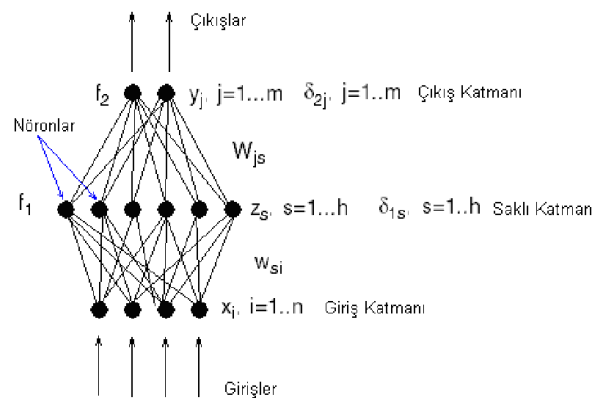 Çıkışlar
f2 yj, j=1...m δ2j, j=1..m Çıkış Katmanı
Nöronlar
Wjs
f1 zs, s=1...h δ1s, s=1..h Saklı Katman
wsi
xi, i=1..n Giriş Katmanı
Girişler